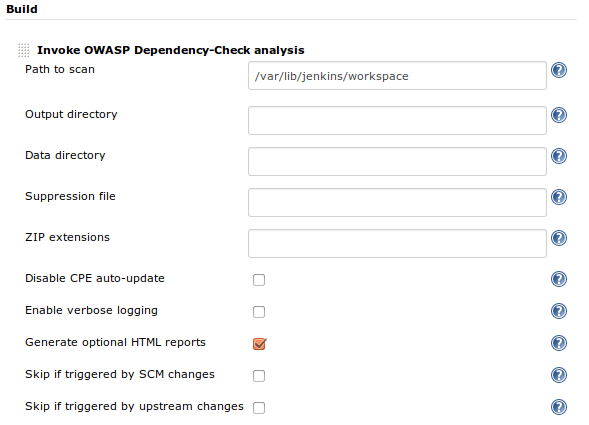 Build
Invoke OWASP Dependency-Check analysis
Path to scan
/var/lib/jenkins/workspace
Output directory
Data directory
Suppression file
ZIP extensions
Disable CPE auto-update
Enable verbose logging
Generate optional HTML reports
Skip if triggered by SCM changes
Skip if triggered by upstream changes